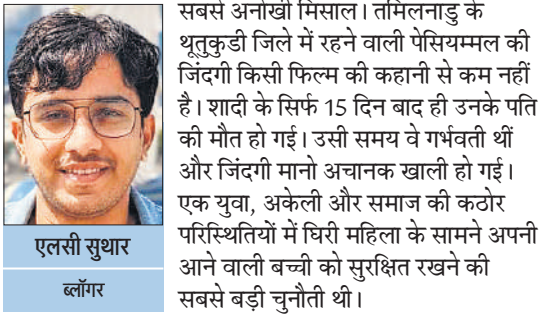 सबसे अनोखी मिसाल। तमिलनाडु के
थूतुकुडी जिले में रहने वाली पेसियम्मल की
जिंदगी किसी फिल्म की कहानी से कम नहीं
है। शादी के सिर्फ 15 दिन बाद ही उनके पति
की मौत हो गई। उसी समय वे गर्भवती थीं
और जिंदगी मानो अचानक खाली हो गई।
एक युवा, अकेली और समाज की कठोर
परिस्थितियों में घिरी महिला के सामने अपनी
आने वाली बच्ची को सुरक्षित रखने की
सबसे बड़ी चुनौती थी।
एलसी सुथार
ब्लॉगर